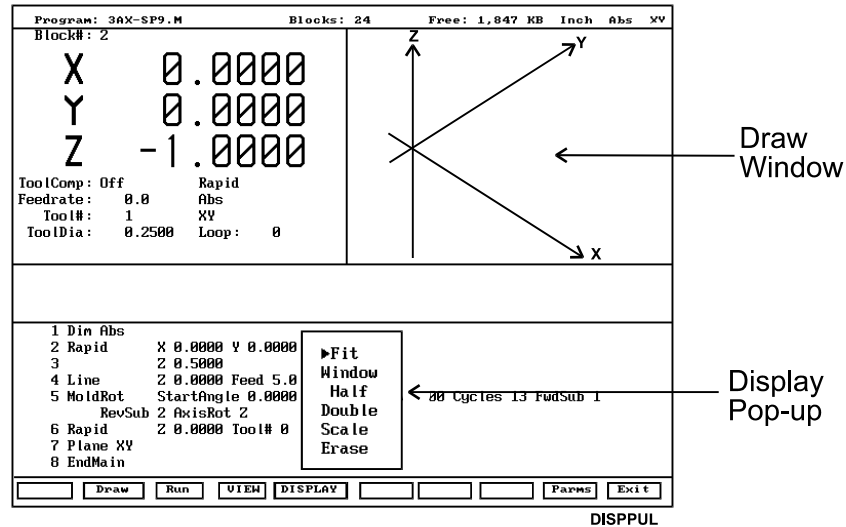 Program: 3AX-SP9.M Blocks: 24 Free: 1,847 KB Inch Abs XY
Block#: 2
X 0.0000
Y 0.0000
Z -1.0000
ToolComp: Off Rapid
Feedrate: 0.0 Abs
Tool#: 1 XY
ToolDia: 0.2500 Loop: 0
Z
Y
X
Draw
Window
1 Dim Abs
2 Rapid X 0.0000 Y 0.0000
3 Z 0.5000
4 Line Z 0.0000 Feed 5.0
5 MoldRot StartAngle 0.0000 00 Cycles 13 FwdSub 1
RevSub 2 AxisRot Z
6 Rapid Z 0.0000 Tool# 0
7 Plane XY
8 EndMain
▶Fit
Window
Half
Double
Scale
Erase
Display
Pop-up
Draw Run VIEW DISPLAY Parms Exit
DISPPUL